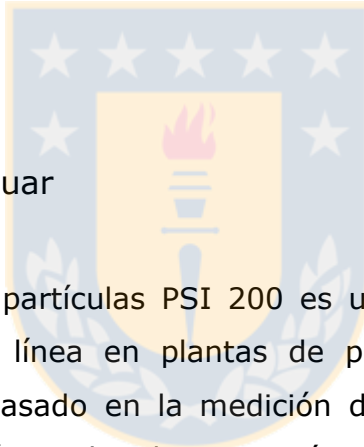 uar
partículas PSI 200 es u
línea en plantas de p
asado en la medición d